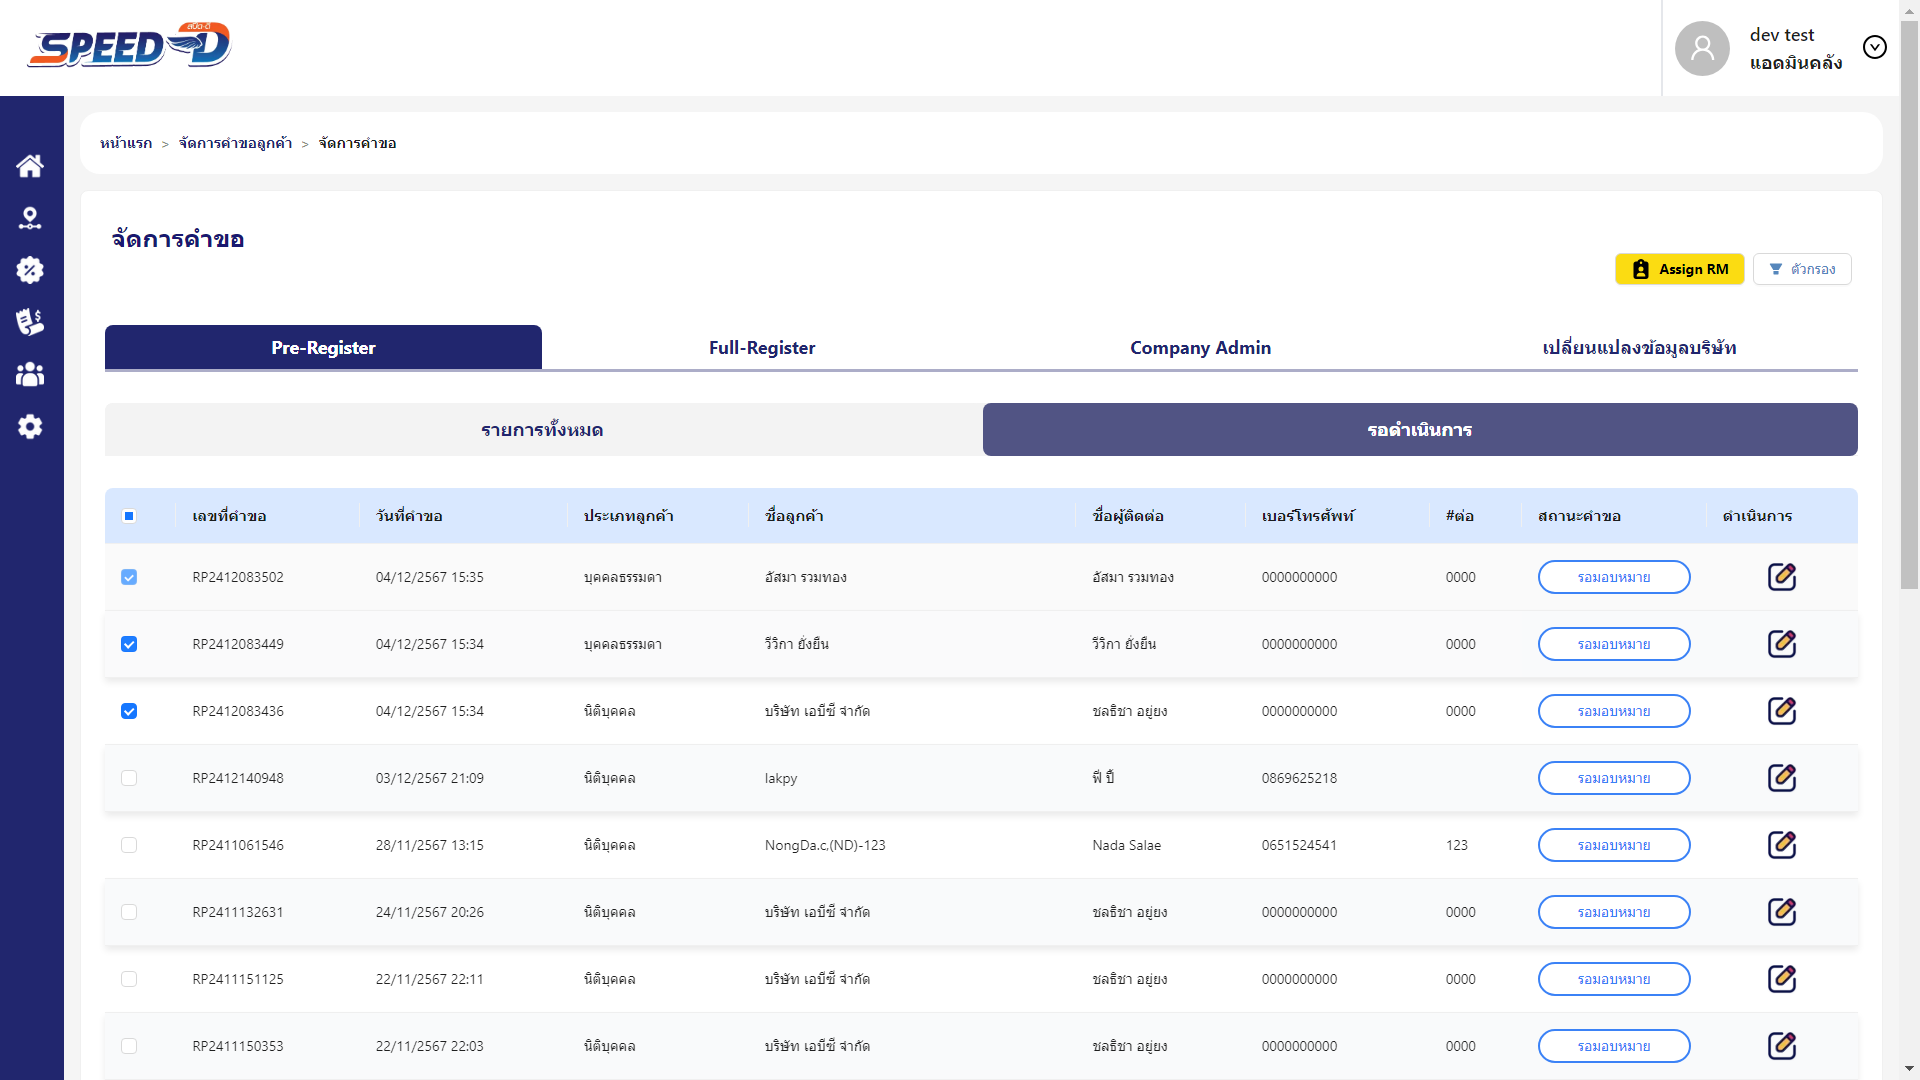 สปีด-ดี
SPEED-D
dev test
แอดมินคลัง
หน้าแรก > จัดการคำขอลูกค้า > จัดการคำขอ
จัดการคำขอ
Assign RM ตัวกรอง
Pre-Register Full-Register Company Admin เปลี่ยนแปลงข้อมูลบริษัท
รายการทั้งหมด รอดำเนินการ
เลขที่คำขอ วันที่คำขอ ประเภทลูกค้า ชื่อลูกค้า ชื่อผู้ติดต่อ เบอร์โทรศัพท์ #ต่อ สถานะคำขอ ดำเนินการ
RP2412083502 04/12/2567 15:35 บุคคลธรรมดา อัสมา รวมทอง อัสมา รวมทอง 0000000000 0000 รอมอบหมาย
RP2412083449 04/12/2567 15:34 บุคคลธรรมดา วีวิกา ยั่งยืน วีวิกา ยั่งยืน 0000000000 0000 รอมอบหมาย
RP2412083436 04/12/2567 15:34 นิติบุคคล บริษัท เอบีซี จำกัด ชลธิชา อยู่ยง 0000000000 0000 รอมอบหมาย
RP2412140948 03/12/2567 21:09 นิติบุคคล lakpy พี ปี้ 0869625218 รอมอบหมาย
RP2411061546 28/11/2567 13:15 นิติบุคคล NongDa.c,(ND)-123 Nada Salae 0651524541 123 รอมอบหมาย
RP2411132631 24/11/2567 20:26 นิติบุคคล บริษัท เอบีซี จำกัด ชลธิชา อยู่ยง 0000000000 0000 รอมอบหมาย
RP2411151125 22/11/2567 22:11 นิติบุคคล บริษัท เอบีซี จำกัด ชลธิชา อยู่ยง 0000000000 0000 รอมอบหมาย
RP2411150353 22/11/2567 22:03 นิติบุคคล บริษัท เอบีซี จำกัด ชลธิชา อยู่ยง 0000000000 0000 รอมอบหมาย